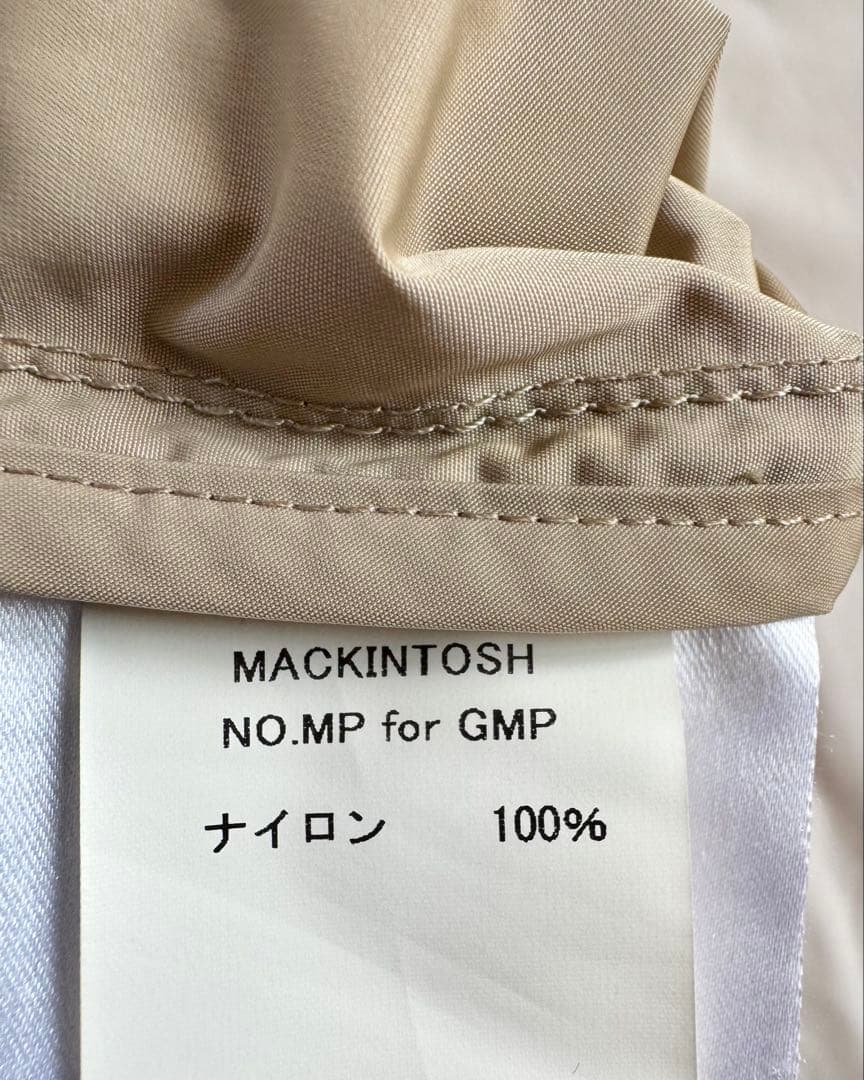 MACKINTOSH
NO.MP for GMP
ナイロン 100%